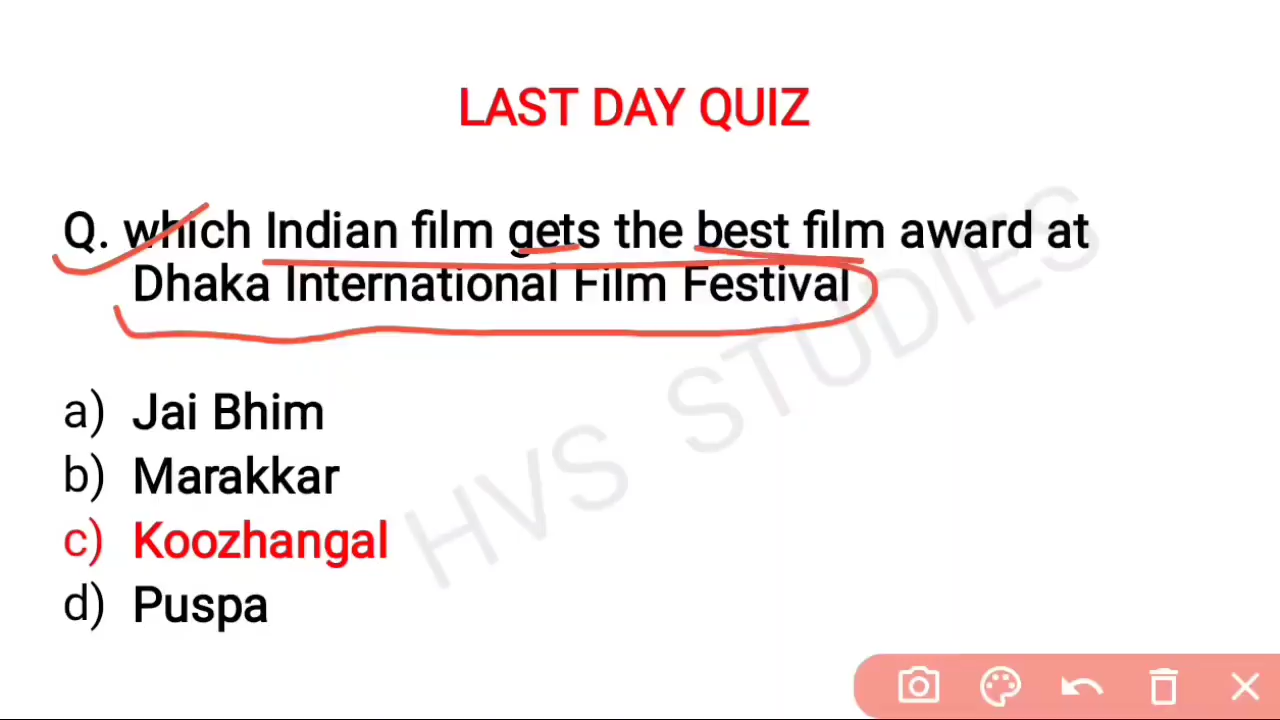 LAST DAY QUIZ
Q. which Indian film gets the best film award at
Dhaka International Film Festival
a) Jai Bhim
b) Marakkar
c) Koozhangal
d) Puspa
HVS STUDIES